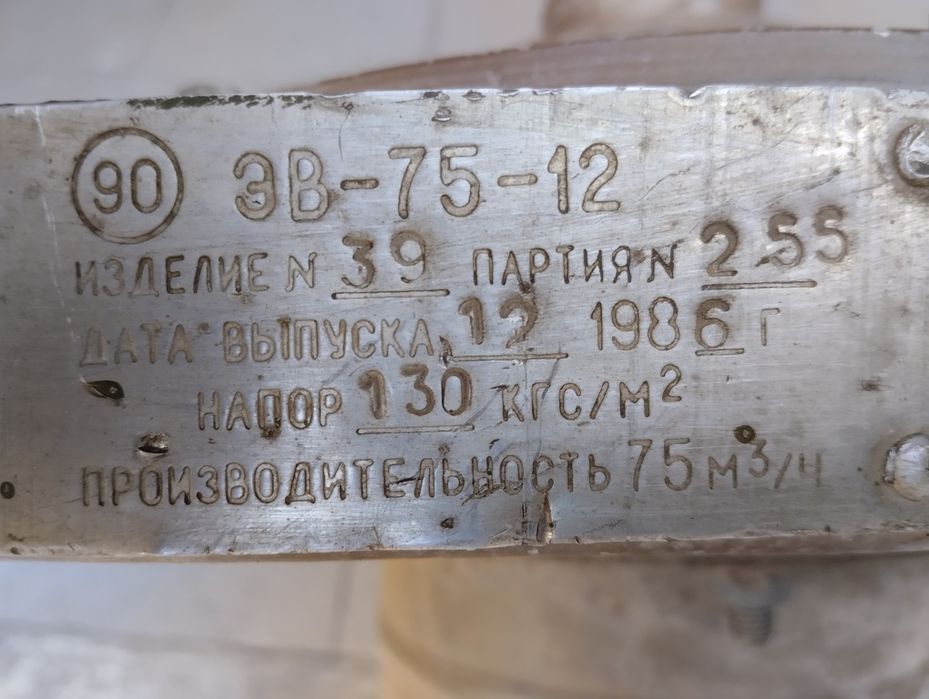 90 ЭВ-75-12
ИЗДЕЛИЕ N 39 ПАРТИЯ N 255
ДАТА ВЫПУСКА 12 1986 г
НАПОР 130 КГС/М²
ПРОИЗВОДИТЕЛЬНОСТЬ 75 м³/ч